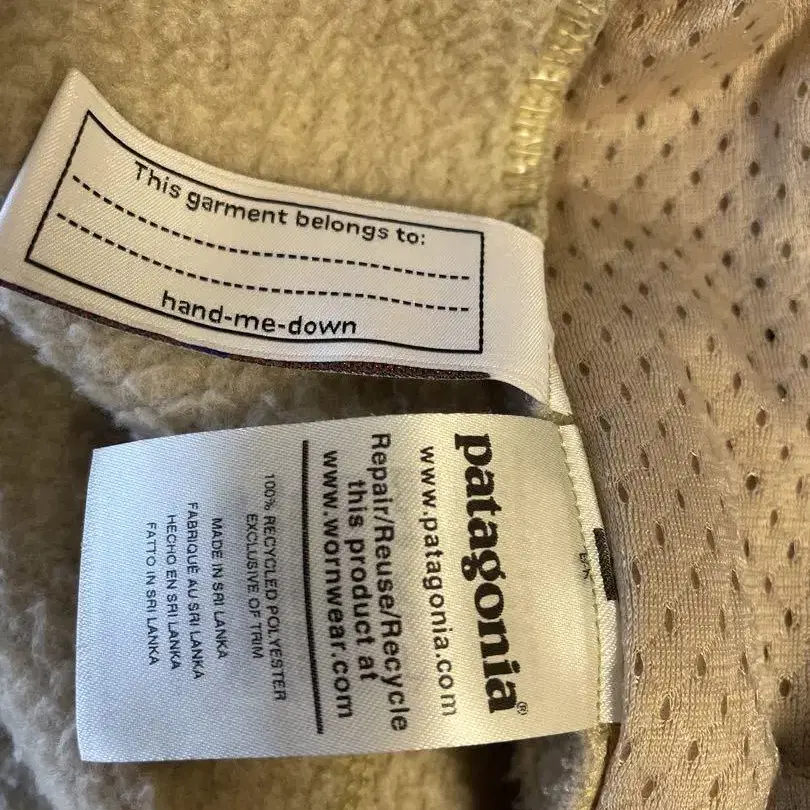 This garment belongs to:
hand-me-down
patagonia®
www.patagonia.com
Repair/Reuse/Recycle
this product at
www.wornwear.com
100% RECYCLED POLYESTER
EXCLUSIVE OF TRIM
MADE IN SRI LANKA
FABRIQUÉ AU SRI LANKA
HECHO EN SRI LANKA
FATTO IN SRI LANKA